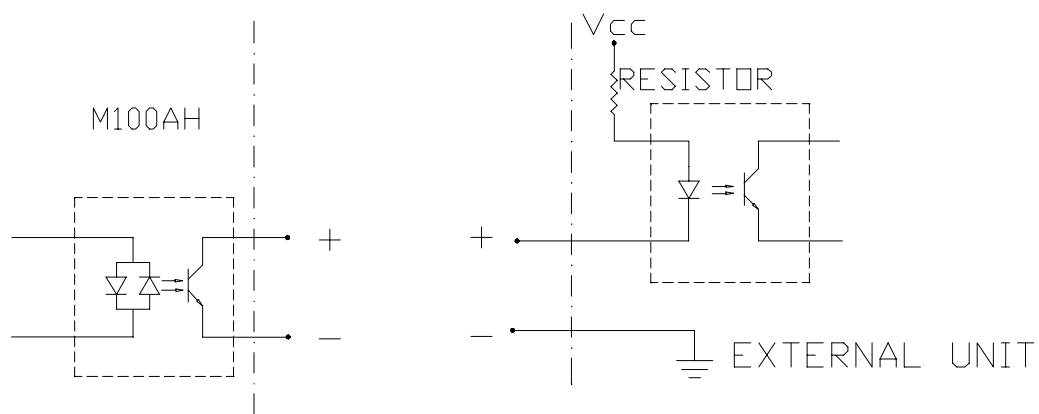 Vcc
RESISTOR
M100AH
+
+
−
−
EXTERNAL UNIT